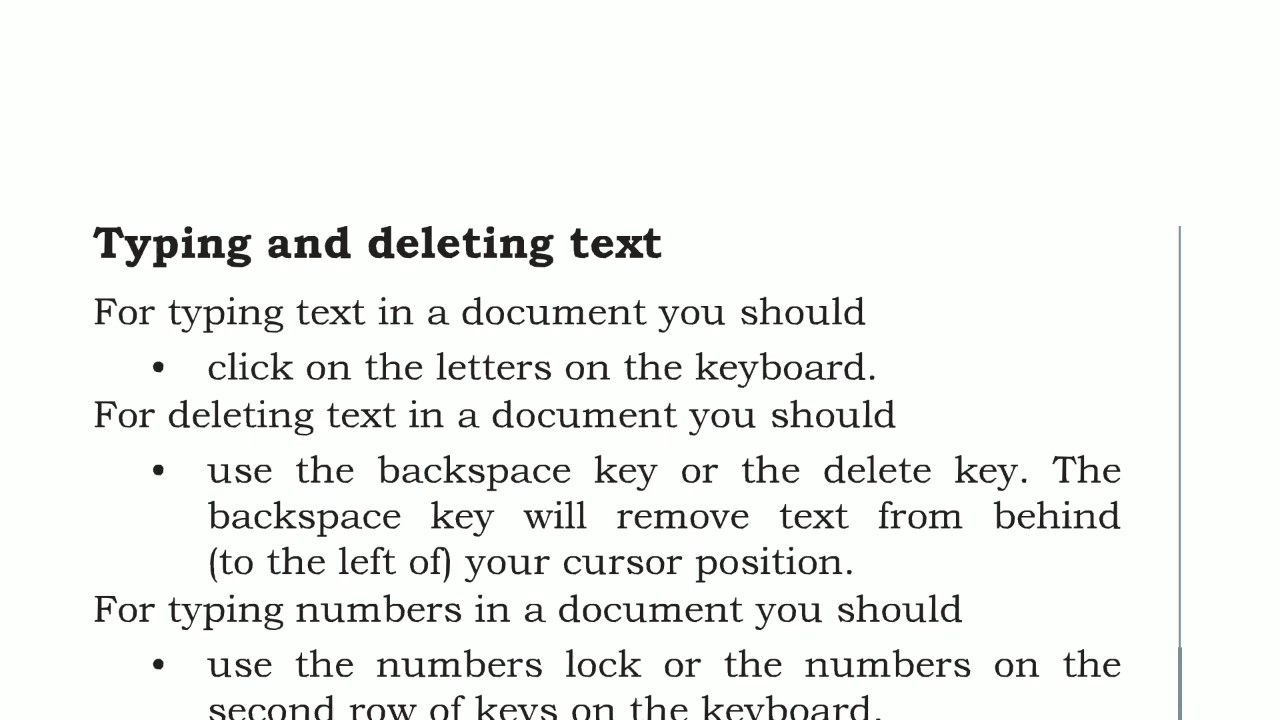 Typing and deleting text
For typing text in a document you should
• click on the letters on the keyboard.
For deleting text in a document you should
• use the backspace key or the delete key. The
backspace key will remove text from behind
(to the left of) your cursor position.
For typing numbers in a document you should
• use the numbers lock or the numbers on the
second row of keys on the keyboard.